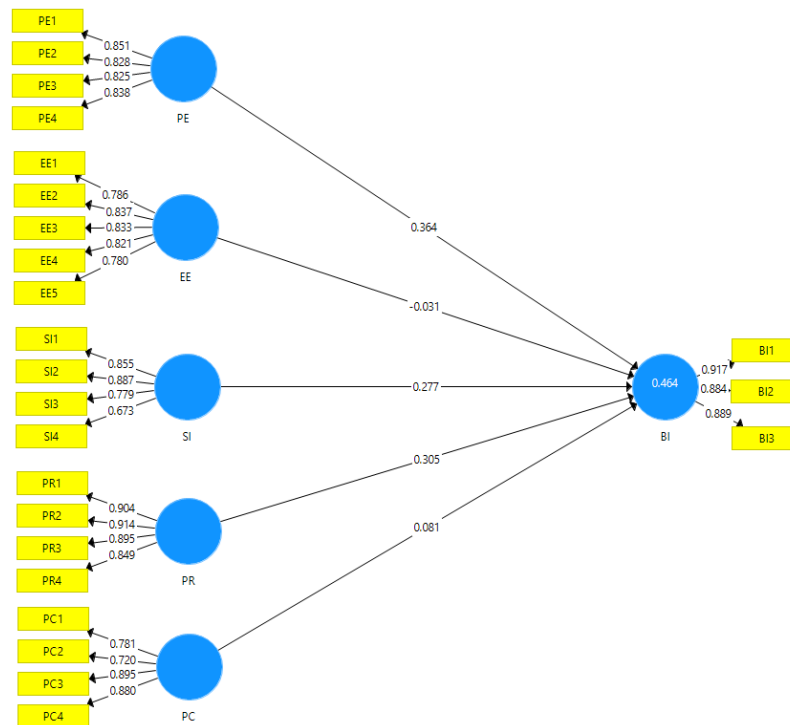 PE1
PE2
PE3
PE4
0.851
0.828
0.825
0.838
PE
EE1
EE2
EE3
EE4
EE5
0.786
0.837
0.833
0.821
0.780
EE
SI1
SI2
SI3
SI4
0.855
0.887
0.779
0.673
SI
PR1
PR2
PR3
PR4
0.904
0.914
0.895
0.849
PR
PC1
PC2
PC3
PC4
0.781
0.720
0.895
0.880
PC
0.364
-0.031
0.277
0.305
0.081
0.464
BI
0.917
0.884
0.889
BI1
BI2
BI3